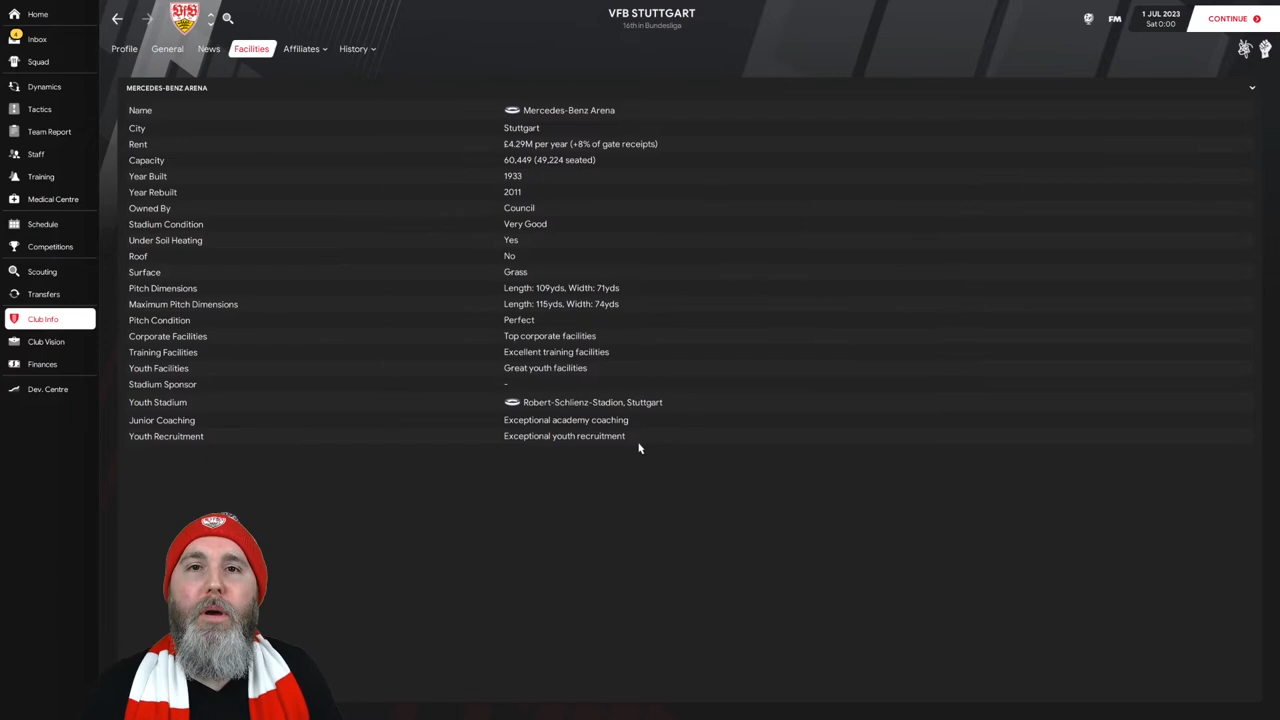 VFB STUTTGART
16th in Bundesliga
FM
1 JUL 2023
Sat 0:00
CONTINUE
Profile
General
News
Facilities
Affiliates
History
Home
4
Inbox
Squad
Dynamics
Tactics
Team Report
Staff
Training
Medical Centre
Schedule
Competitions
Scouting
Transfers
Club Info
Club Vision
Finances
Dev. Centre
MERCEDES-BENZ ARENA
Name Mercedes-Benz Arena
City Stuttgart
Rent £4.29M per year (+8% of gate receipts)
Capacity 60,449 (49,224 seated)
Year Built 1933
Year Rebuilt 2011
Owned By Council
Stadium Condition Very Good
Under Soil Heating Yes
Roof No
Surface Grass
Pitch Dimensions Length: 109yds, Width: 71yds
Maximum Pitch Dimensions Length: 115yds, Width: 74yds
Pitch Condition Perfect
Corporate Facilities Top corporate facilities
Training Facilities Excellent training facilities
Youth Facilities Great youth facilities
Stadium Sponsor -
Youth Stadium Robert-Schlienz-Stadion, Stuttgart
Junior Coaching Exceptional academy coaching
Youth Recruitment Exceptional youth recruitment